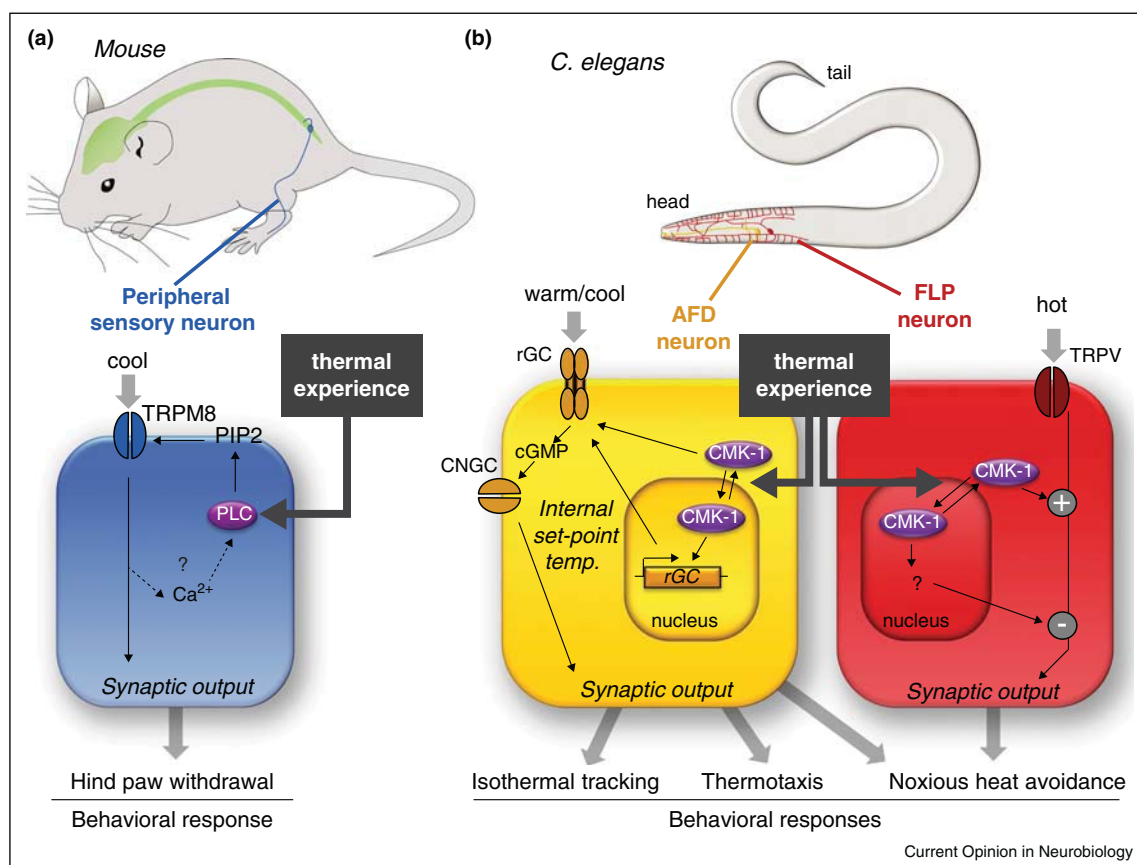 (a)
Mouse
Peripheral
sensory neuron
cool
TRPM8
PIP2
thermal
experience
PLC
?
Ca2+
Synaptic output
Hind paw withdrawal
Behavioral response
(b)
C. elegans
tail
head
warm/cool
AFD
neuron
FLP
neuron
hot
rGC
TRPV
thermal
experience
cGMP
CNGC
CMK-1
CMK-1
Internal
set-point
temp.
rGC
nucleus
Synaptic output
CMK-1
CMK-1
+
?
-
nucleus
Synaptic output
Isothermal tracking
Thermotaxis
Noxious heat avoidance
Behavioral responses
Current Opinion in Neurobiology